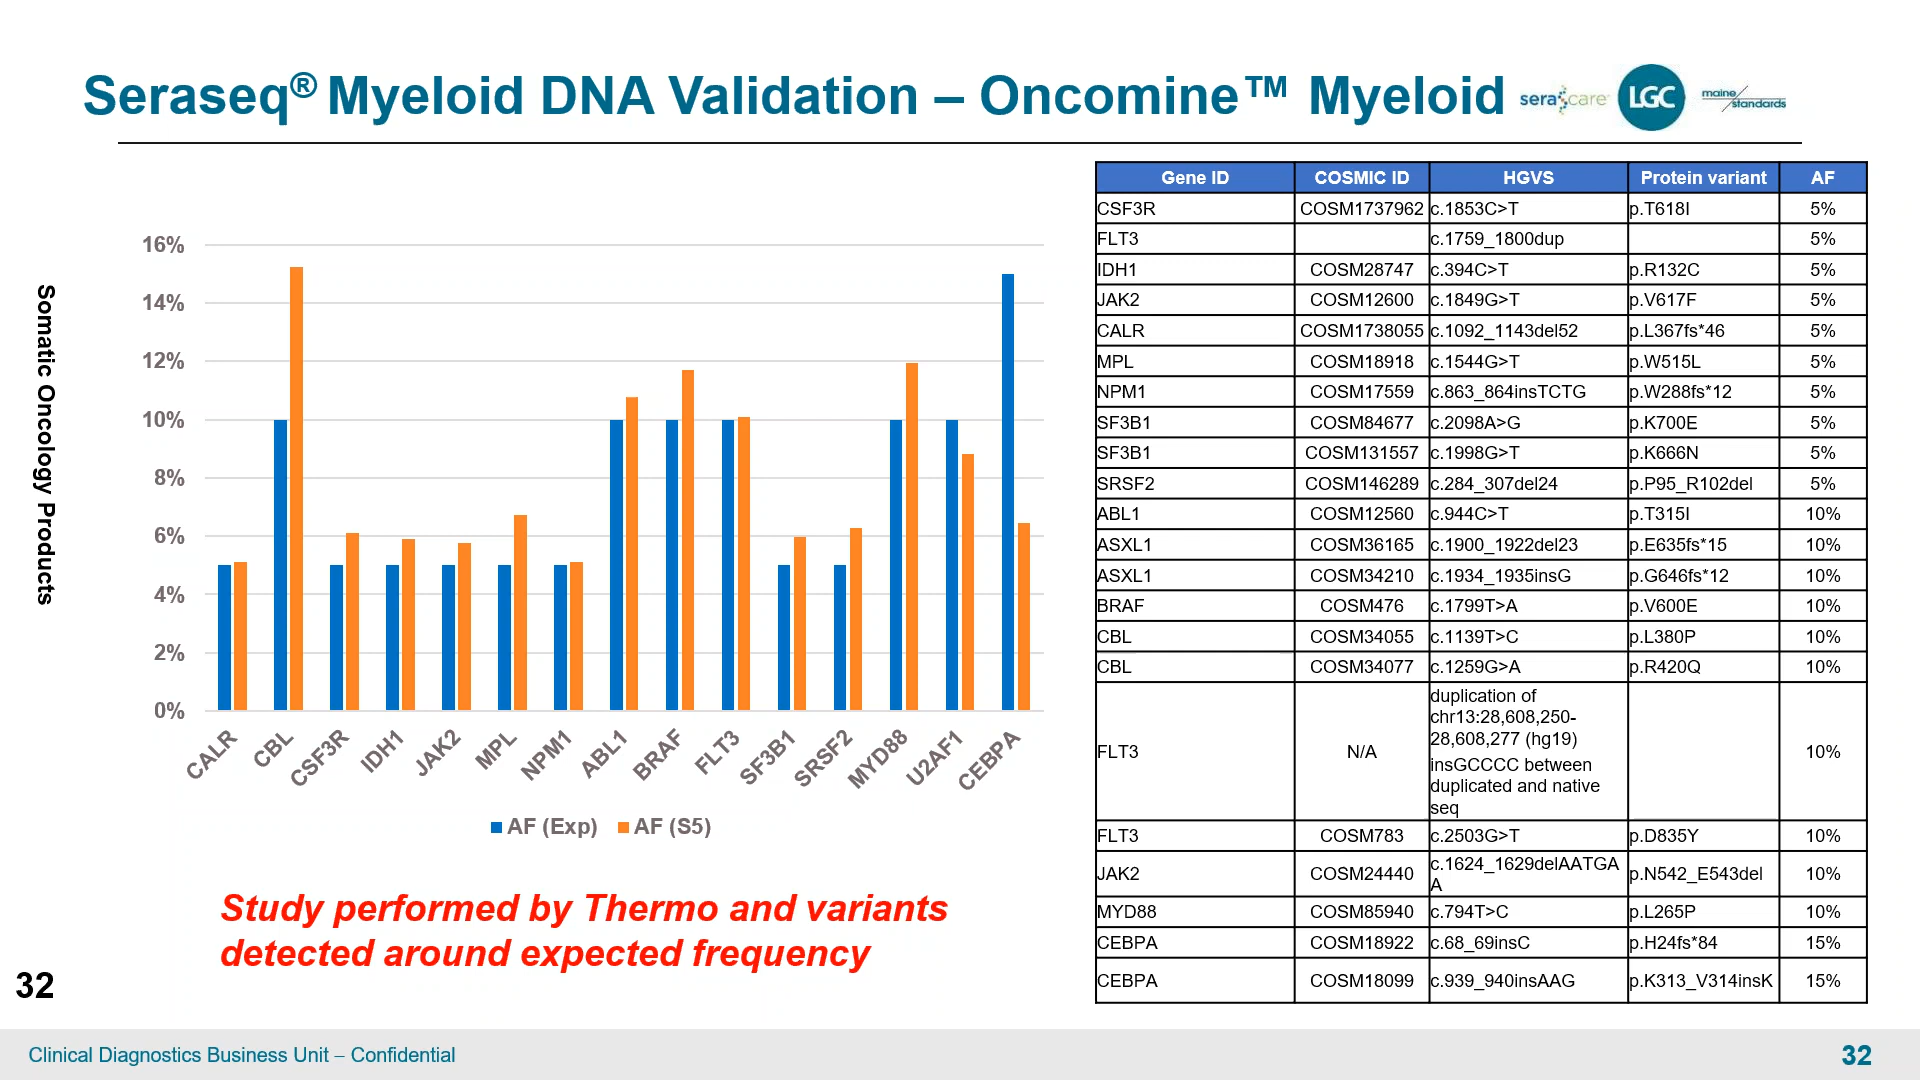 Seraseq® Myeloid DNA Validation – Oncomine™ Myeloid
sera care
LGC
maine standards
Somatic Oncology Products
16%
14%
12%
10%
8%
6%
4%
2%
0%
CALR CBL CSF3R IDH1 JAK2 MPL NPM1 ABL1 BRAF FLT3 SF3B1 SRSF2 MYD88 U2AF1 CEBPA
AF (Exp) AF (S5)
Study performed by Thermo and variants
detected around expected frequency
Gene ID COSMIC ID HGVS Protein variant AF
CSF3R COSM1737962 c.1853C>T p.T618I 5%
FLT3 c.1759_1800dup 5%
IDH1 COSM28747 c.394C>T p.R132C 5%
JAK2 COSM12600 c.1849G>T p.V617F 5%
CALR COSM1738055 c.1092_1143del52 p.L367fs*46 5%
MPL COSM18918 c.1544G>T p.W515L 5%
NPM1 COSM17559 c.863_864insTCTG p.W288fs*12 5%
SF3B1 COSM84677 c.2098A>G p.K700E 5%
SF3B1 COSM131557 c.1998G>T p.K666N 5%
SRSF2 COSM146289 c.284_307del24 p.P95_R102del 5%
ABL1 COSM12560 c.944C>T p.T315I 10%
ASXL1 COSM36165 c.1900_1922del23 p.E635fs*15 10%
ASXL1 COSM34210 c.1934_1935insG p.G646fs*12 10%
BRAF COSM476 c.1799T>A p.V600E 10%
CBL COSM34055 c.1139T>C p.L380P 10%
CBL COSM34077 c.1259G>A p.R420Q 10%
FLT3 N/A duplication of
chr13:28,608,250-
28,608,277 (hg19)
insGCCCC between
duplicated and native
seq 10%
FLT3 COSM783 c.2503G>T p.D835Y 10%
JAK2 COSM24440 c.1624_1629delAATGA
A p.N542_E543del 10%
MYD88 COSM85940 c.794T>C p.L265P 10%
CEBPA COSM18922 c.68_69insC p.H24fs*84 15%
CEBPA COSM18099 c.939_940insAAG p.K313_V314insK 15%
32
Clinical Diagnostics Business Unit – Confidential
32